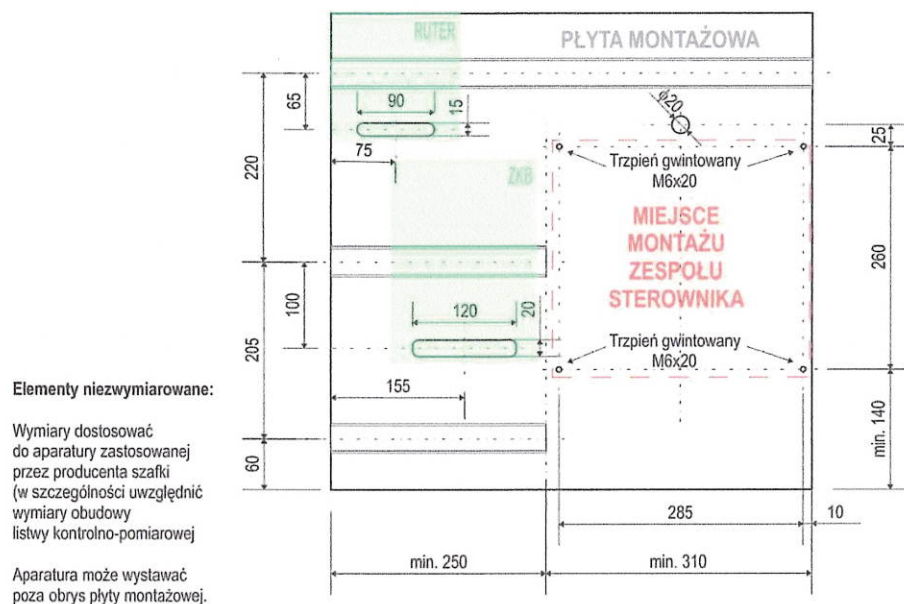 RUTER
PŁYTA MONTAŻOWA
65
90
15
ϕ20
25
75
220
Trzpień gwintowany
M6x20
ZKB
MIEJSCE
MONTAŻU
ZESPOŁU
STEROWNIKA
260
100
120
20
205
Trzpień gwintowany
M6x20
155
min. 140
60
285
10
min. 250
min. 310
Elementy niezwymiarowane:
Wymiary dostosować
do aparatury zastosowanej
przez producenta szafki
(w szczególności uwzględnić
wymiary obudowy
listwy kontrolno-pomiarowej
Aparatura może wystawać
poza obrys płyty montażowej.